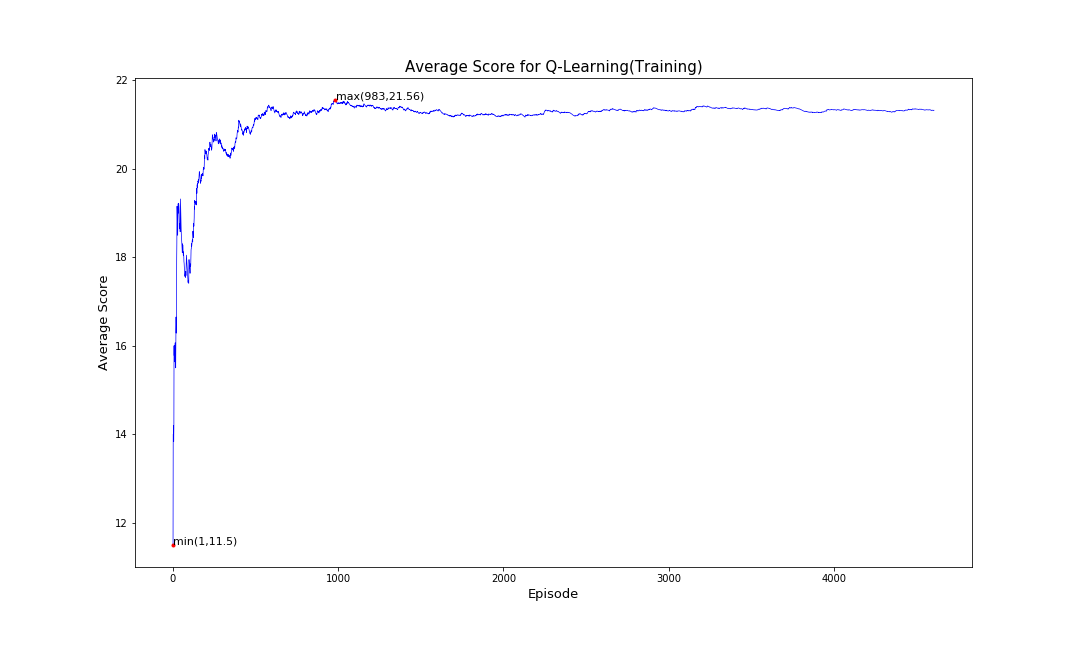 Average Score for Q-Learning(Training)
22
max(983,21.56)
20
18
Average Score
16
14
12
min(1,11.5)
0 1000 2000 3000 4000
Episode